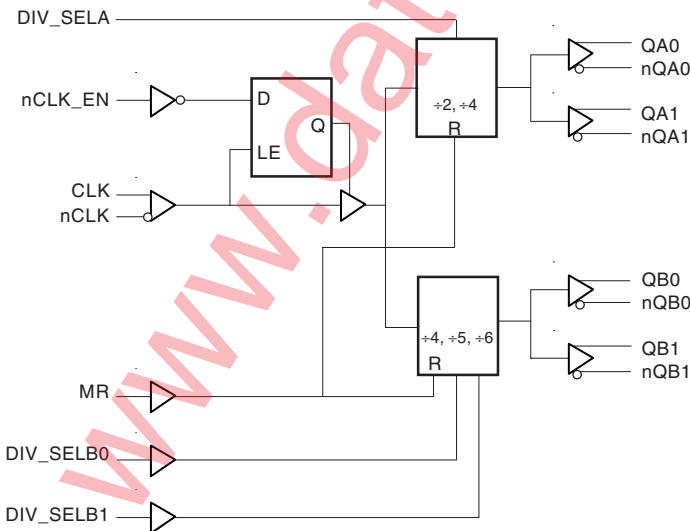 DIV_SELA
QA0
nQA0
nCLK_EN
D
Q
LE
÷2, ÷4
R
QA1
nQA1
CLK
nCLK
QB0
nQB0
÷4, ÷5, ÷6
R
QB1
nQB1
MR
DIV_SELB0
DIV_SELB1
www.dat